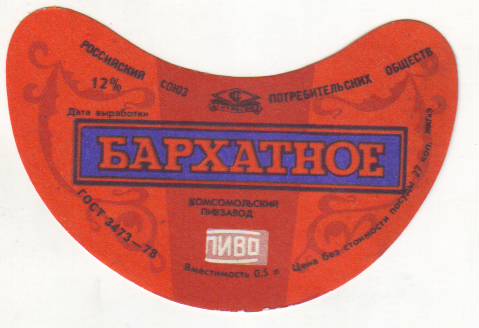 РОССИЙСКИЙ СОЮЗ ПОТРЕБИТЕЛЬСКИХ ОБЩЕСТВ
12%
Дата выработки
БАРХАТНОЕ
КОМСОМОЛЬСКИЙ
ПИВЗАВОД
ПИВО
ГОСТ 3473—78
Вместимость 0,5 л.
Цена без стоимости посуды 27 коп.